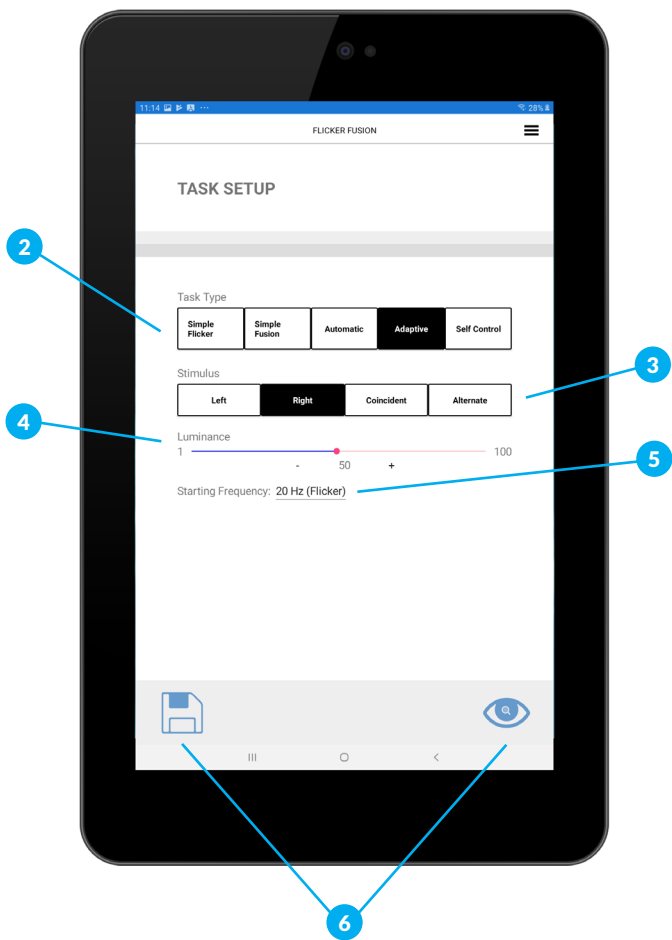 11:14 ... 28%
FLICKER FUSION
TASK SETUP
2
Task Type
Simple Flicker Simple Fusion Automatic Adaptive Self Control
3
Stimulus
Left Right Coincident Alternate
4
Luminance
1 100
- 50 +
5
Starting Frequency: 20 Hz (Flicker)
6